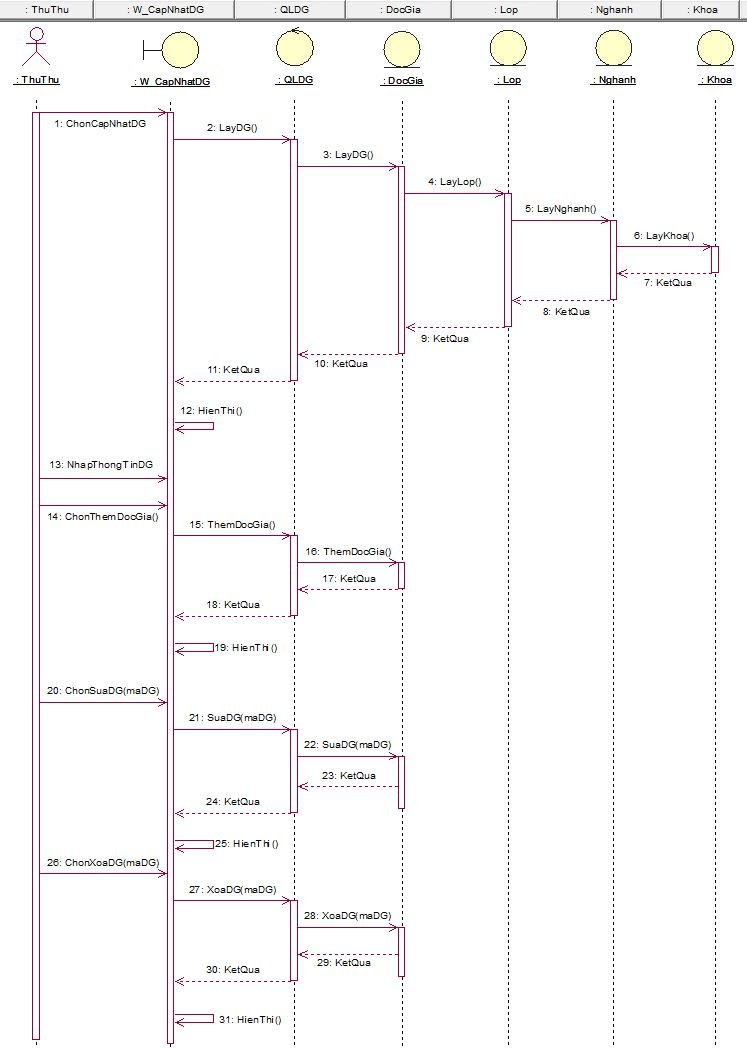 : ThuThu : W_CapNhatDG : QLDG : DocGia : Lop : Nghanh : Khoa
: ThuThu : W_CapNhatDG : QLDG : DocGia : Lop : Nghanh : Khoa
1: ChonCapNhatDG
2: LayDG()
3: LayDG()
4: LayLop()
5: LayNghanh()
6: LayKhoa()
7: KetQua
8: KetQua
9: KetQua
10: KetQua
11: KetQua
12: HienThi()
13: NhapThongTinDG
14: ChonThemDocGia()
15: ThemDocGia()
16: ThemDocGia()
17: KetQua
18: KetQua
19: HienThi()
20: ChonSuaDG(maDG)
21: SuaDG(maDG)
22: SuaDG(maDG)
23: KetQua
24: KetQua
25: HienThi()
26: ChonXoaDG(maDG)
27: XoaDG(maDG)
28: XoaDG(maDG)
29: KetQua
30: KetQua
31: HienThi()